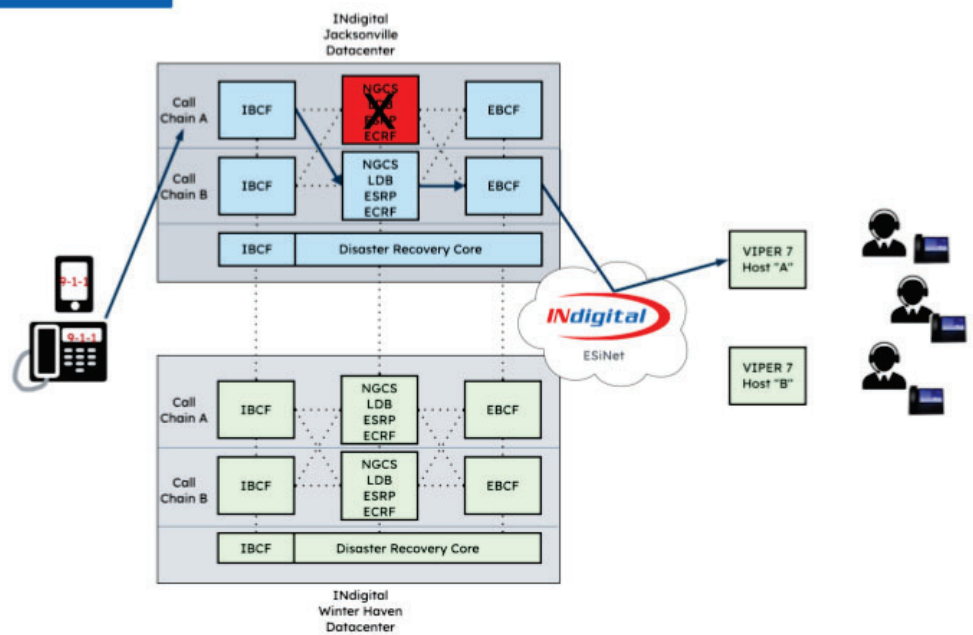 INdigital
Jacksonville
Datacenter
Call
Chain A
IBCF
NGCS
LDB
ESRP
ECRF
EBCF
Call
Chain B
IBCF
NGCS
LDB
ESRP
ECRF
EBCF
IBCF
Disaster Recovery Core
9-1-1
9-1-1
INdigital
ESiNet
VIPER 7
Host "A"
VIPER 7
Host "B"
Call
Chain A
IBCF
NGCS
LDB
ESRP
ECRF
EBCF
Call
Chain B
IBCF
NGCS
LDB
ESRP
ECRF
EBCF
IBCF
Disaster Recovery Core
INdigital
Winter Haven
Datacenter